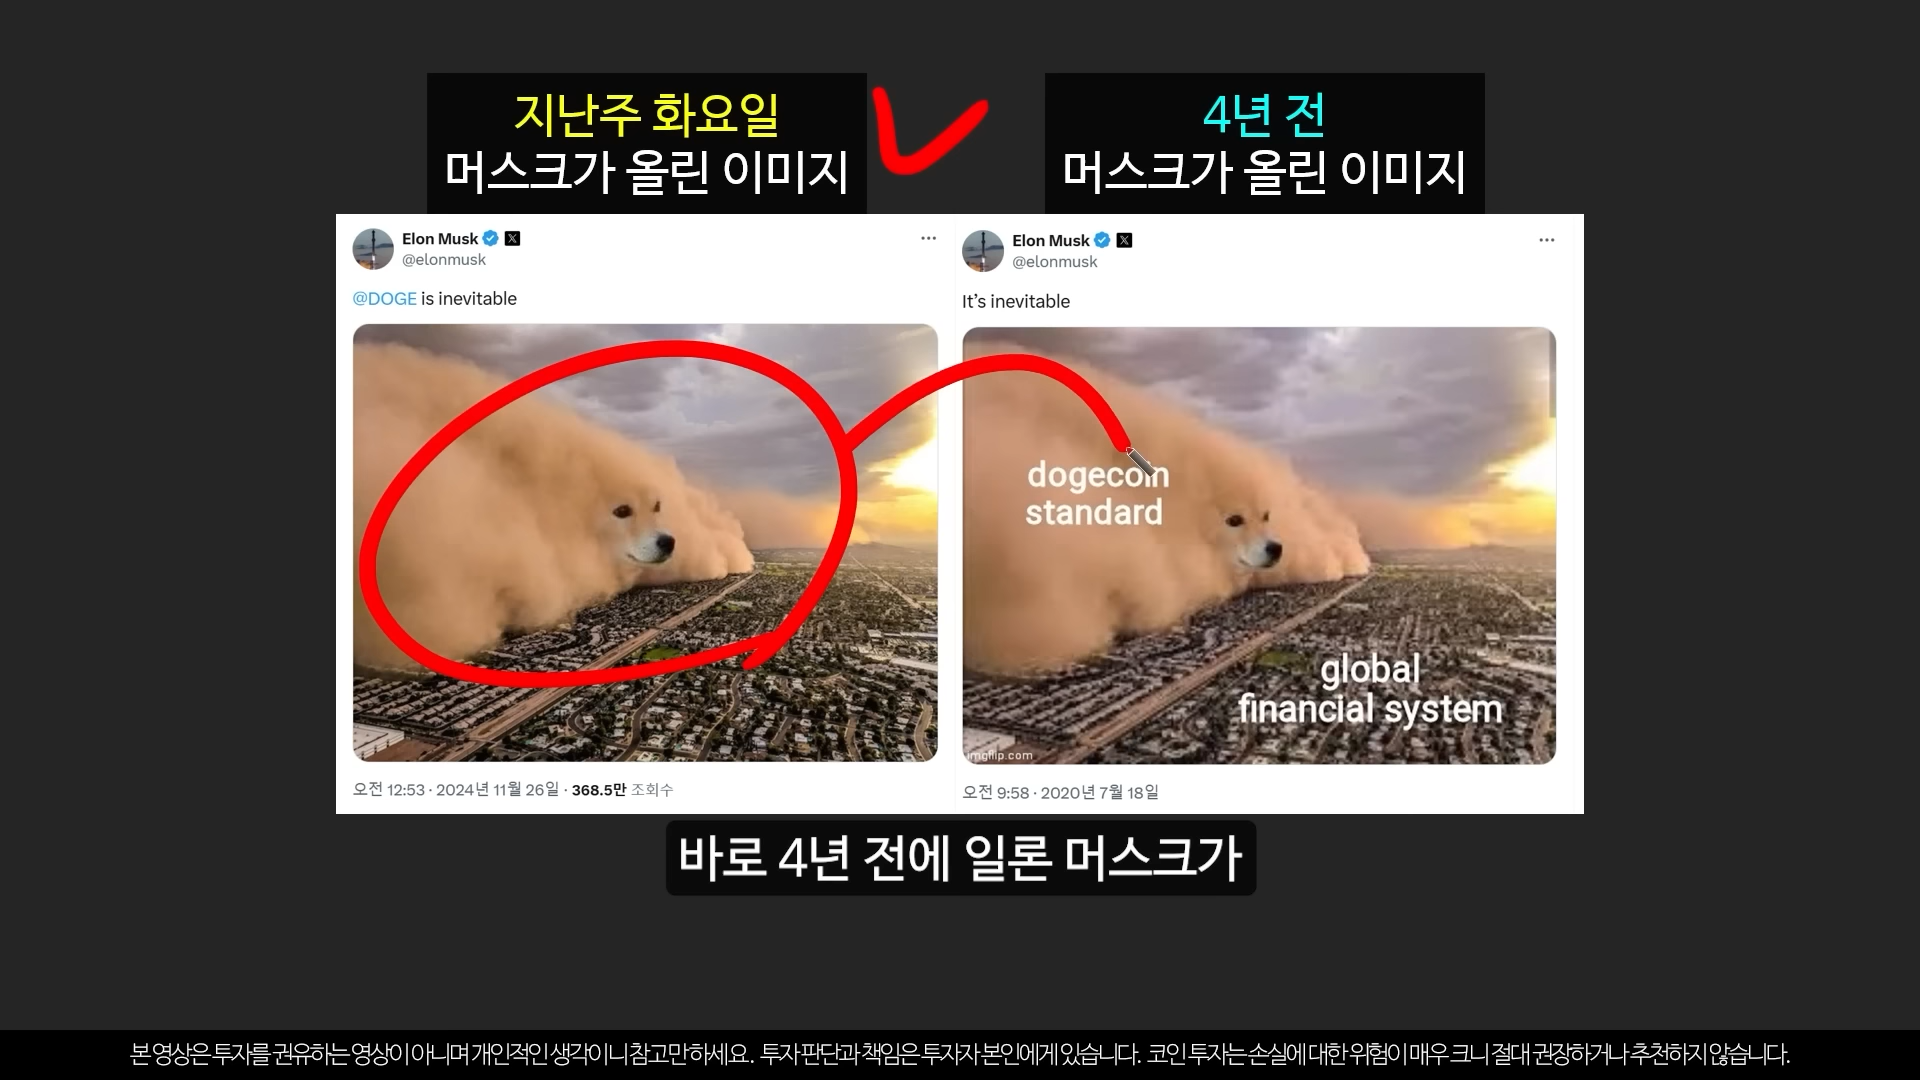 지난주 화요일
머스크가 올린 이미지
4년 전
머스크가 올린 이미지
Elon Musk
@elonmusk
@DOGE is inevitable
오전 12:53 · 2024년 11월 26일 · 368.5만 조회수
Elon Musk
@elonmusk
It's inevitable
dogecoin
standard
global
financial system
imgflip.com
오전 9:58 · 2020년 7월 18일
바로 4년 전에 일론 머스크가
본 영상은 투자를 권유하는 영상이 아니며 개인적인 생각이니 참고만 하세요. 투자 판단과 책임은 투자자 본인에게 있습니다. 코인 투자는 손실에 대한 위험이 매우 크니 절대 권장하거나 추천하지 않습니다.